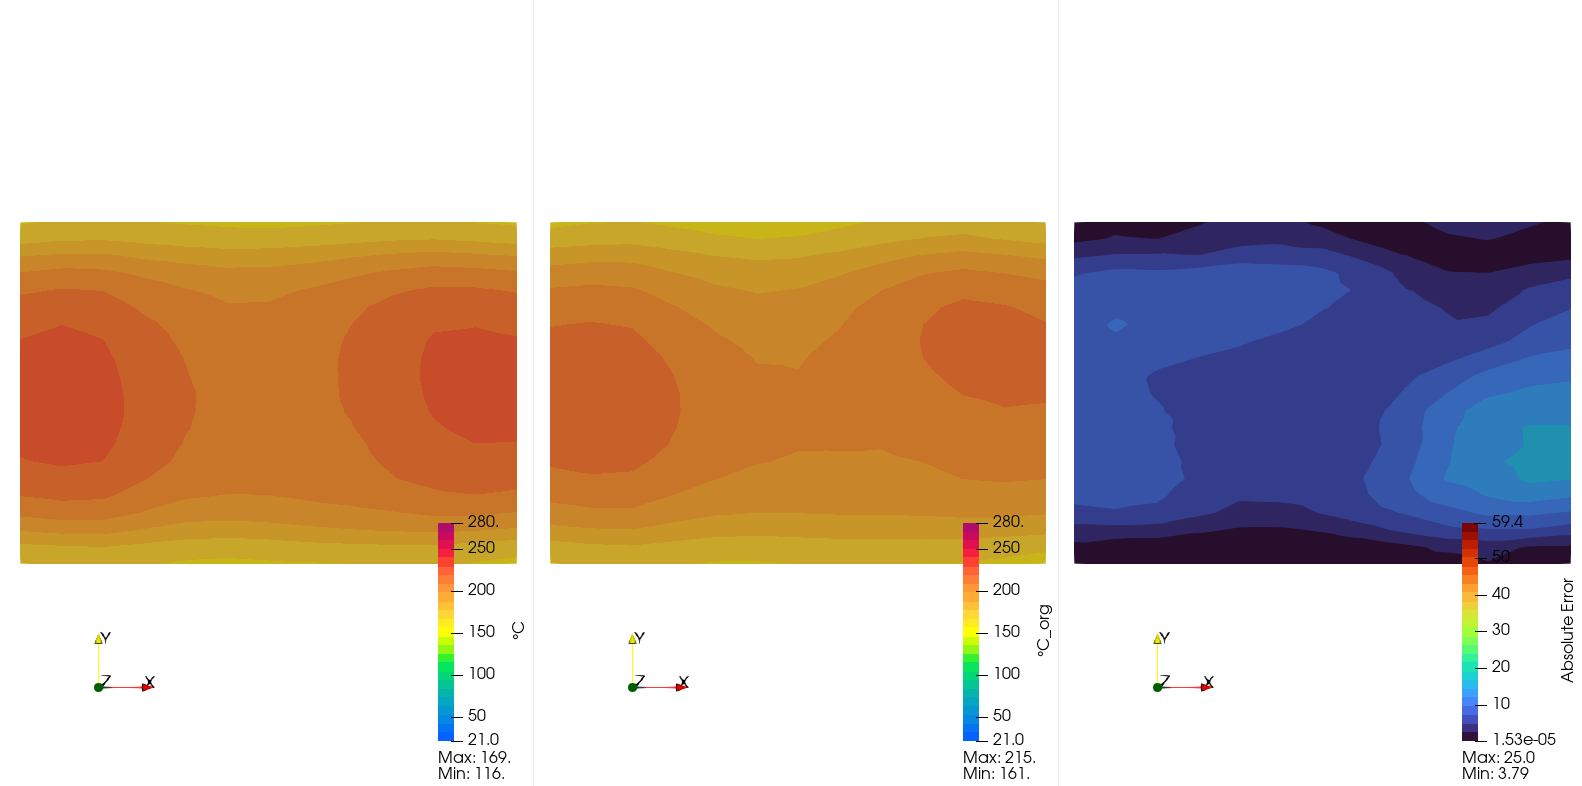 280.
250
200
150
100
50
21.0
°C
Max: 169.
Min: 116.
Y
Z
X
280.
250
200
150
100
50
21.0
°C_org
Max: 215.
Min: 161.
Y
Z
X
59.4
50
40
30
20
10
1.53e-05
Absolute Error
Max: 25.0
Min: 3.79
Y
Z
X